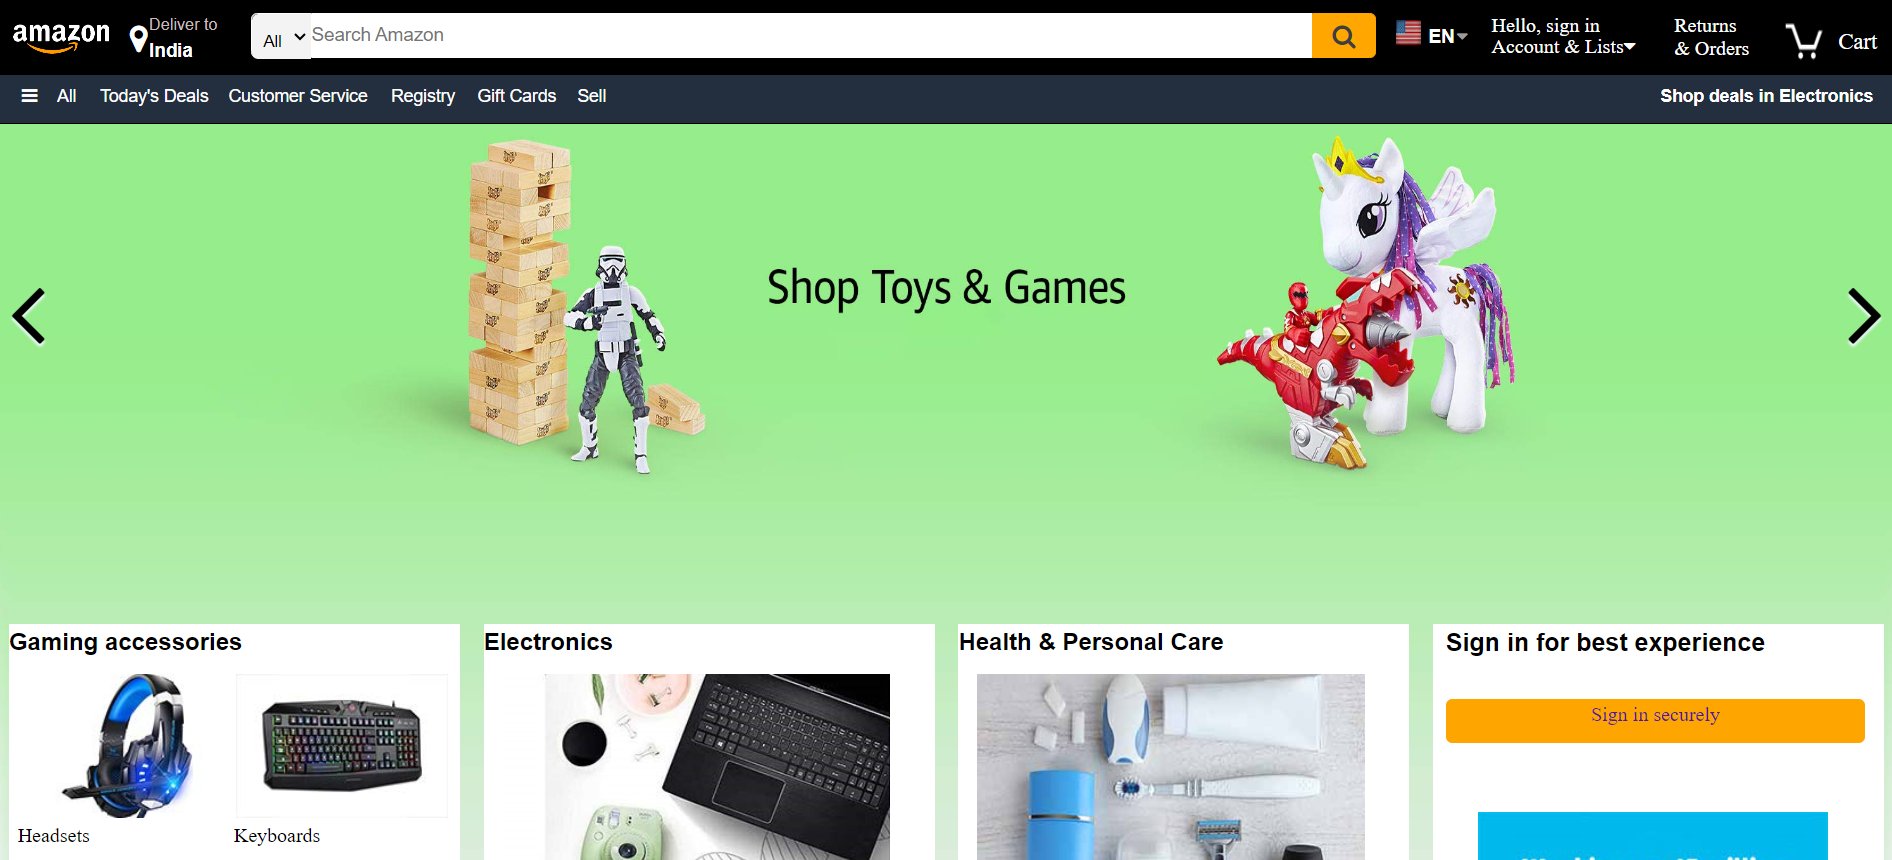 amazon
Deliver to
India
All
Search Amazon
EN
Hello, sign in
Account & Lists
Returns
& Orders
Cart
All
Today's Deals
Customer Service
Registry
Gift Cards
Sell
Shop deals in Electronics
Shop Toys & Games
Gaming accessories
Electronics
Health & Personal Care
Sign in for best experience
Sign in securely
Headsets
Keyboards